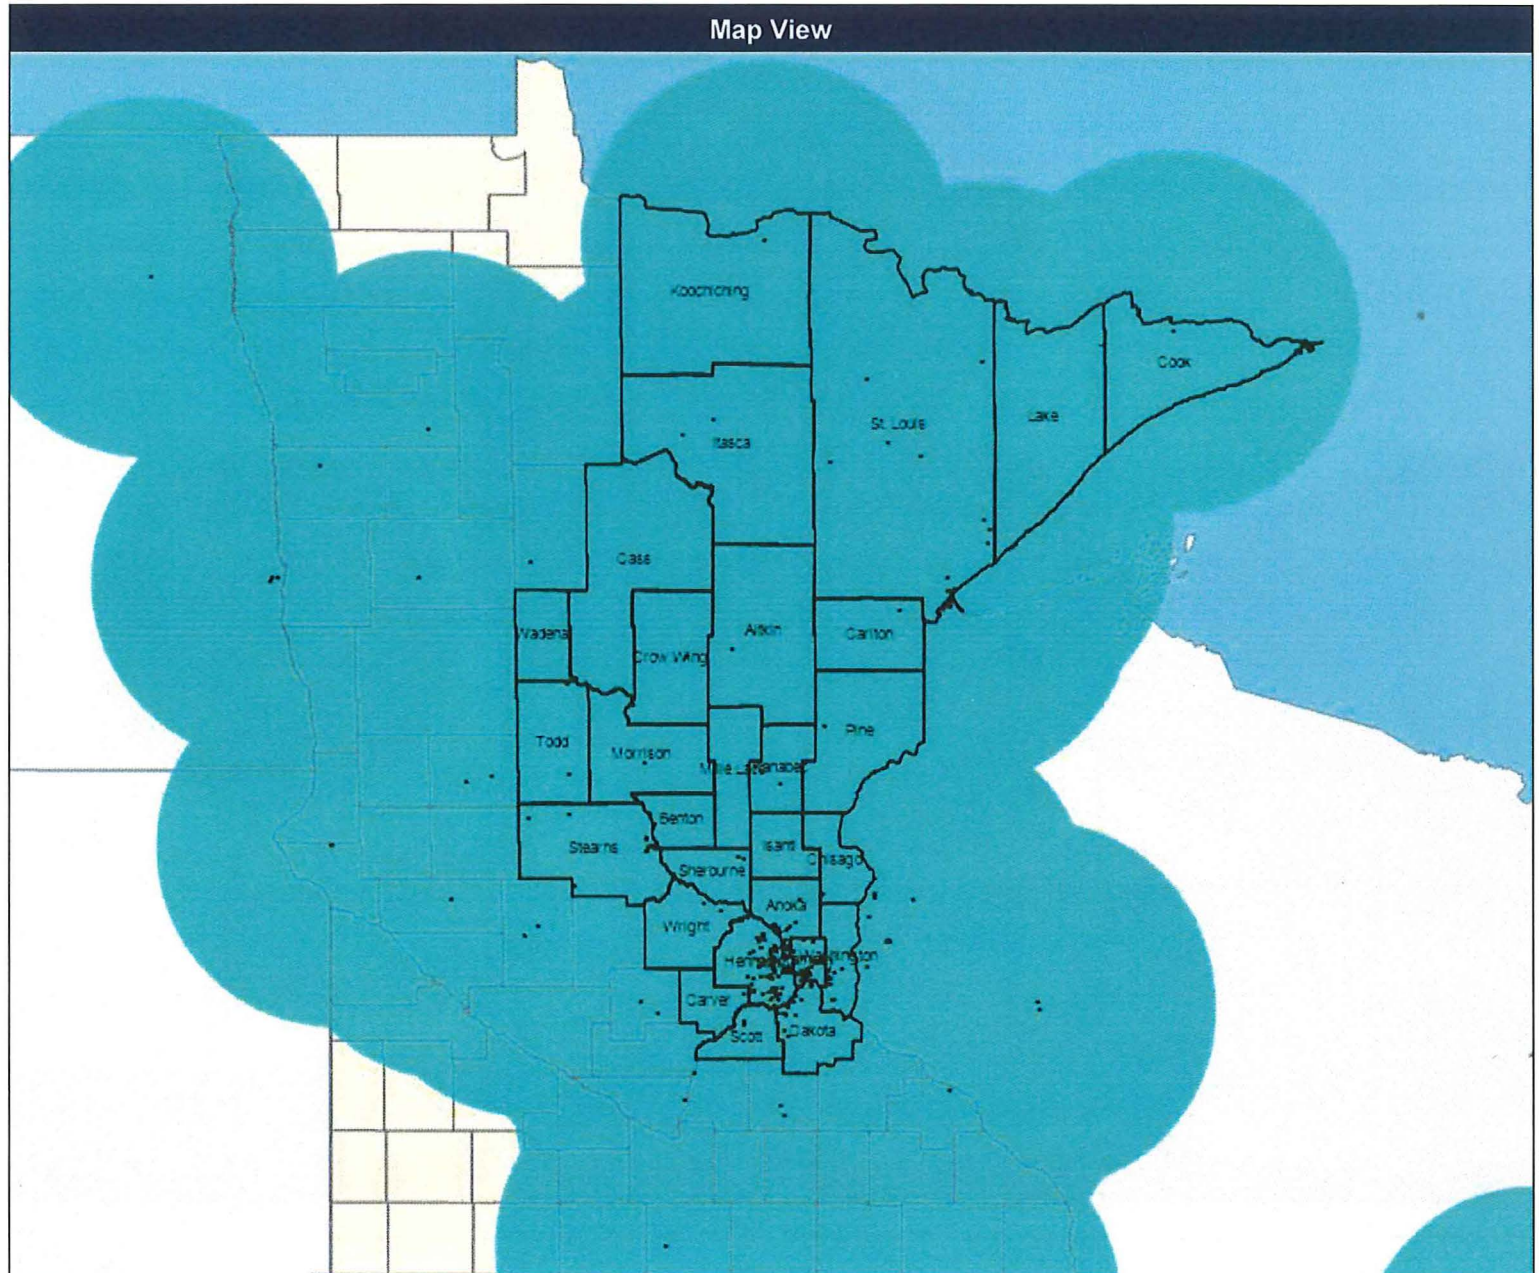 Map View
Koochiching
Cook
St. Louis
Lake
Itasca
Cass
Wadena
Aitkin
Carlton
Crow Wing
Pine
Todd
Morrison
Benton
Stearns
Isanti
Chisago
Sherburne
Anoka
Wright
Washington
Carver
Scott
Dakota